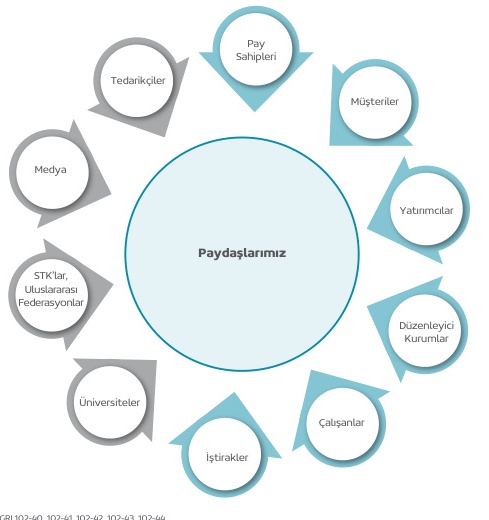 Pay
Sahipleri
Tedarikçiler
Müşteriler
Medya
Yatırımcılar
Paydaşlarımız
STK'lar,
Uluslararası
Federasyonlar
Düzenleyici
Kurumlar
Üniversiteler
Çalışanlar
İştirakler
GRI 102-40, 102-41, 102-42, 102-43, 102-44